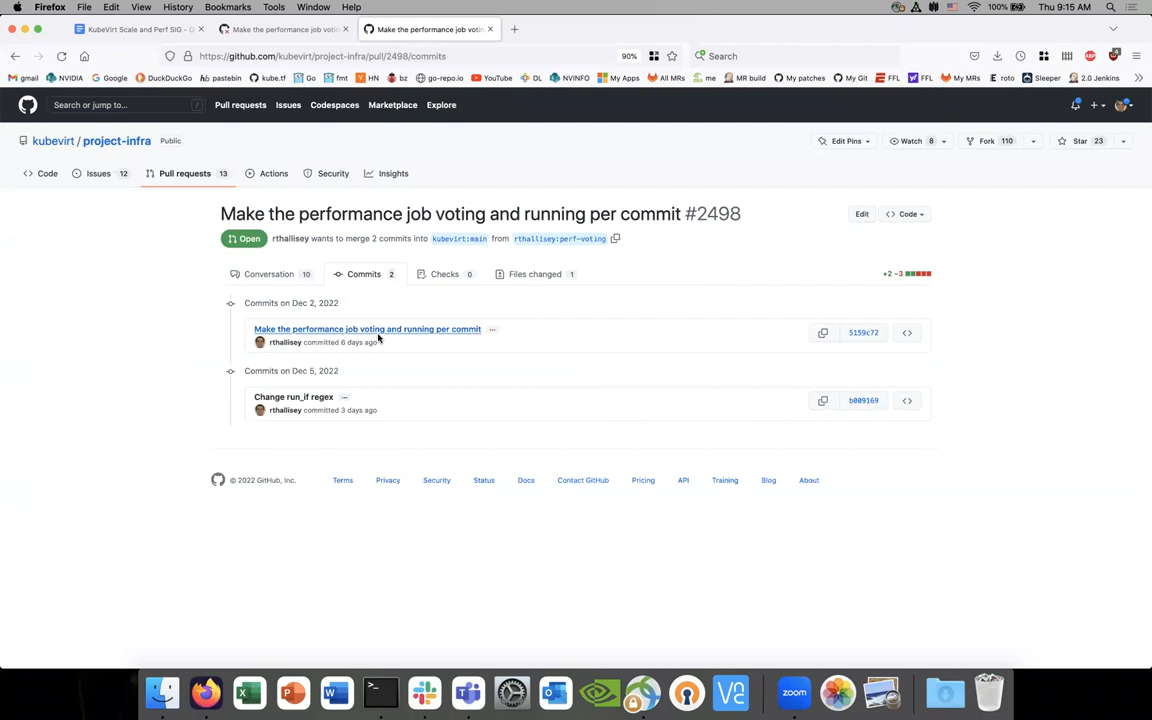 Firefox File Edit View History Bookmarks Tools Window Help 100% Thu 9:15 AM
KubeVirt Scale and Perf SIG - G × Make the performance job votin × Make the performance job votin × +
https://github.com/kubevirt/project-infra/pull/2498/commits 90% Search
gmail NVIDIA Google DuckDuckGo pastebin kube.tf Go fmt HN bz go-repo.io YouTube DL NVINFO My Apps All MRs me MR build My patches My Git FFL FFL My MRs roto Sleeper 2.0 Jenkins
Search or jump to... / Pull requests Issues Codespaces Marketplace Explore
kubevirt / project-infra Public Edit Pins Watch 8 Fork 110 Star 23
Code Issues 12 Pull requests 13 Actions Security Insights
Make the performance job voting and running per commit #2498 Edit <> Code
Open rthallisey wants to merge 2 commits into kubevirt:main from rthallisey:perf-voting
Conversation 10 Commits 2 Checks 0 Files changed 1 +2 −3
Commits on Dec 2, 2022
Make the performance job voting and running per commit ... 5159c72 <>
rthallisey committed 6 days ago
Commits on Dec 5, 2022
Change run_if regex ... b009169 <>
rthallisey committed 3 days ago
© 2022 GitHub, Inc. Terms Privacy Security Status Docs Contact GitHub Pricing API Training Blog About
zoom